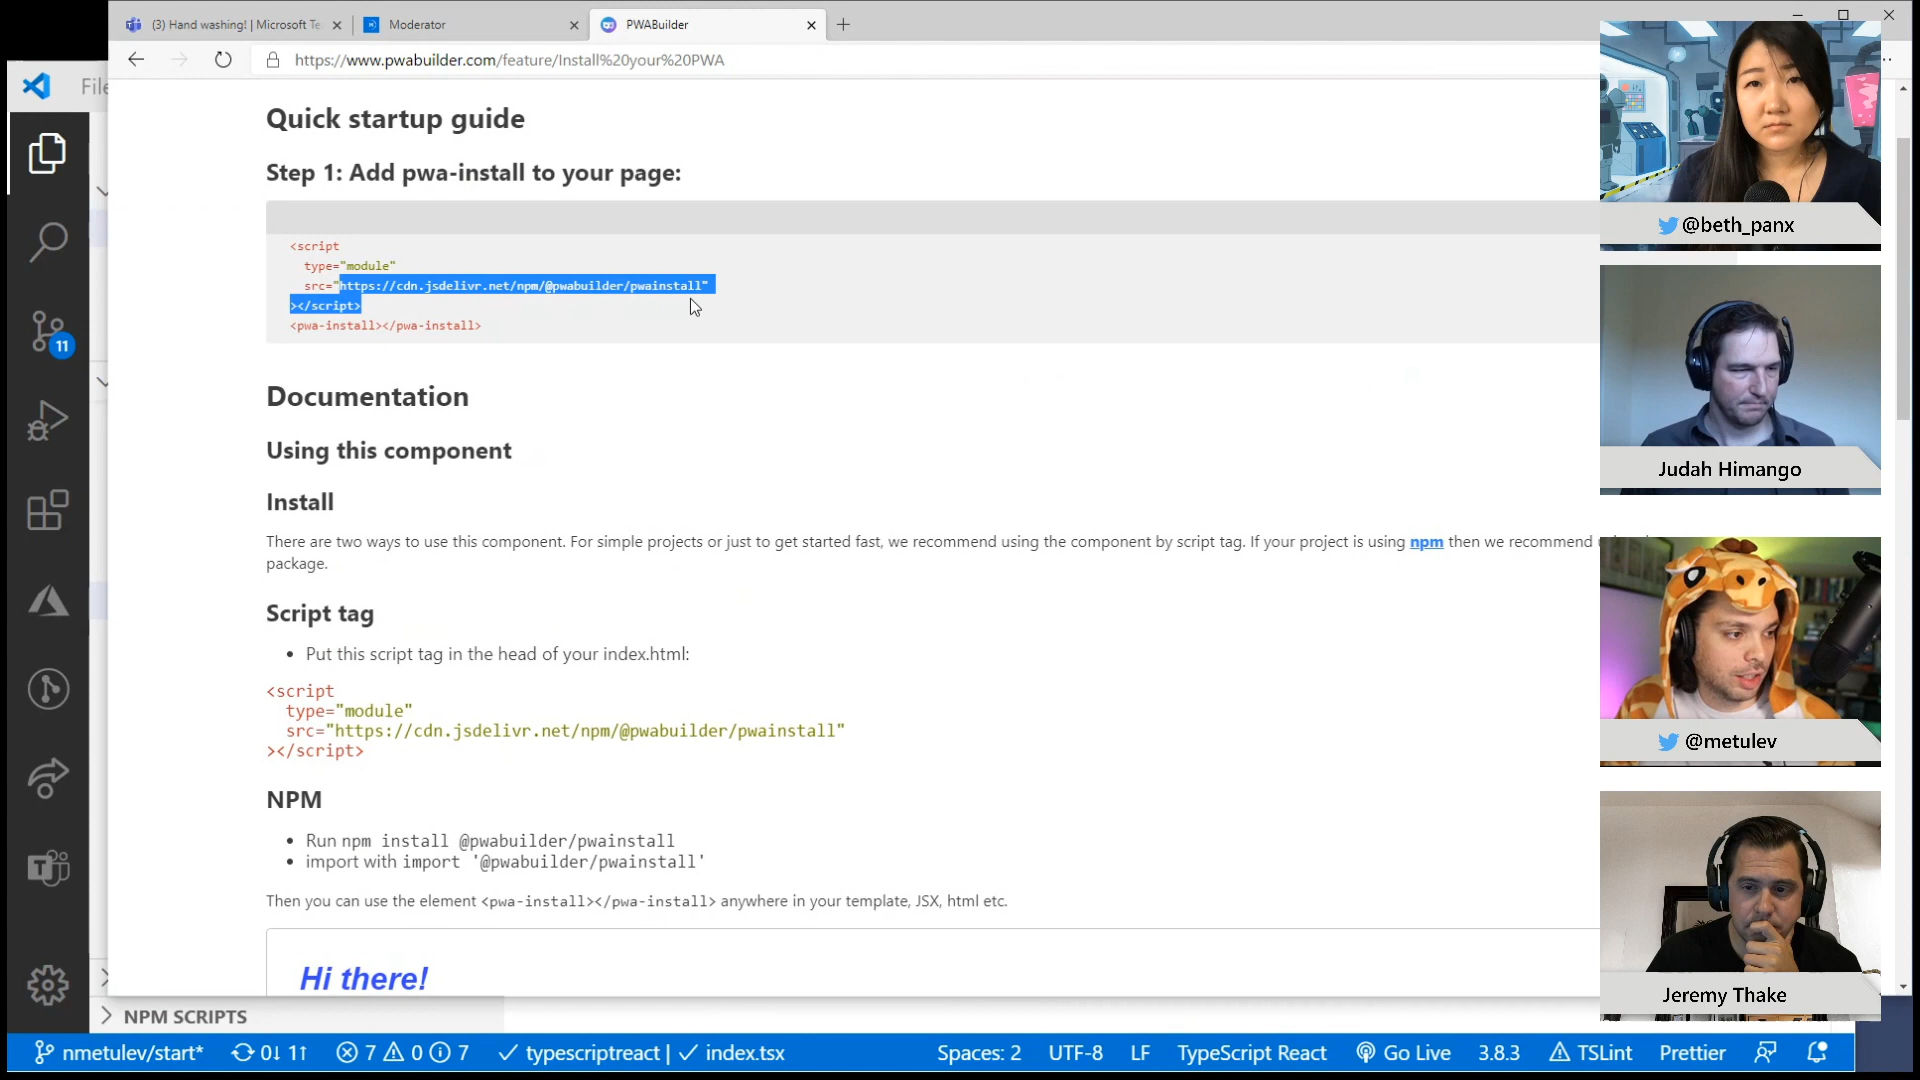 (3) Hand washing! | Microsoft Te
Moderator
PWABuilder
https://www.pwabuilder.com/feature/Install%20your%20PWA
File
Quick startup guide
Step 1: Add pwa-install to your page:
<script
type="module"
src="https://cdn.jsdelivr.net/npm/@pwabuilder/pwainstall"
></script>
<pwa-install></pwa-install>
Documentation
Using this component
Install
There are two ways to use this component. For simple projects or just to get started fast, we recommend using the component by script tag. If your project is using npm then we recommend
package.
Script tag
• Put this script tag in the head of your index.html:
<script
type="module"
src="https://cdn.jsdelivr.net/npm/@pwabuilder/pwainstall"
></script>
NPM
• Run npm install @pwabuilder/pwainstall
• import with import '@pwabuilder/pwainstall'
Then you can use the element <pwa-install></pwa-install> anywhere in your template, JSX, html etc.
Hi there!
@beth_panx
Judah Himango
@metulev
Jeremy Thake
11
NPM SCRIPTS
nmetulev/start* 0↓ 1↑ 7 0 7 typescriptreact | index.tsx Spaces: 2 UTF-8 LF TypeScript React Go Live 3.8.3 TSLint Prettier